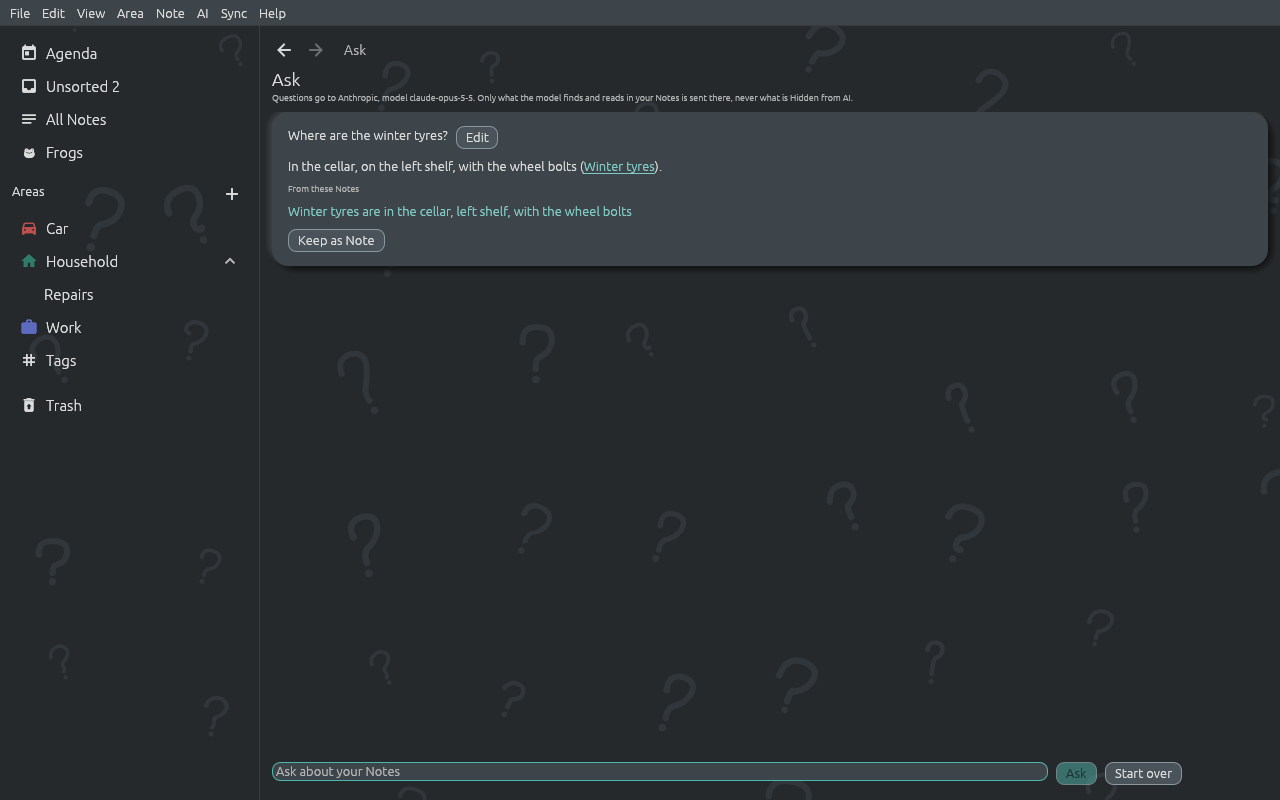 File Edit View Area Note AI Sync Help
Agenda
Unsorted 2
All Notes
Frogs
Areas
Car
Household
Repairs
Work
Tags
Trash
Ask
Ask
Questions go to Anthropic, model claude-opus-5-5. Only what the model finds and reads in your Notes is sent there, never what is Hidden from AI.
Where are the winter tyres? Edit
In the cellar, on the left shelf, with the wheel bolts (Winter tyres).
From these Notes
Winter tyres are in the cellar, left shelf, with the wheel bolts
Keep as Note
Ask about your Notes Ask Start over